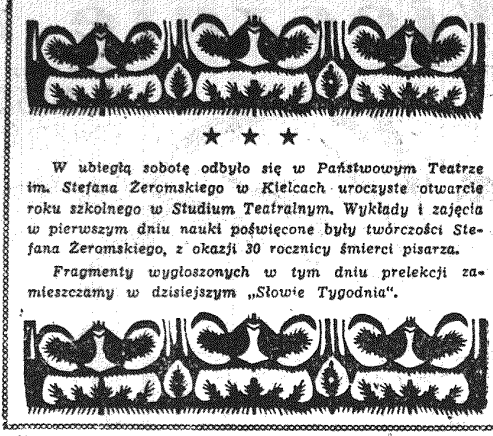 ★ ★ ★
W ubiegłą sobotę odbyło się w Państwowym Teatrze
im. Stefana Żeromskiego w Kielcach uroczyste otwarcie
roku szkolnego w Studium Teatralnym. Wykłady i zajęcia
w pierwszym dniu nauki poświęcone były twórczości Ste-
fana Żeromskiego, z okazji 30 rocznicy śmierci pisarza.
Fragmenty wygłoszonych w tym dniu prelekcji za-
mieszczamy w dzisiejszym „Słowie Tygodnia“.